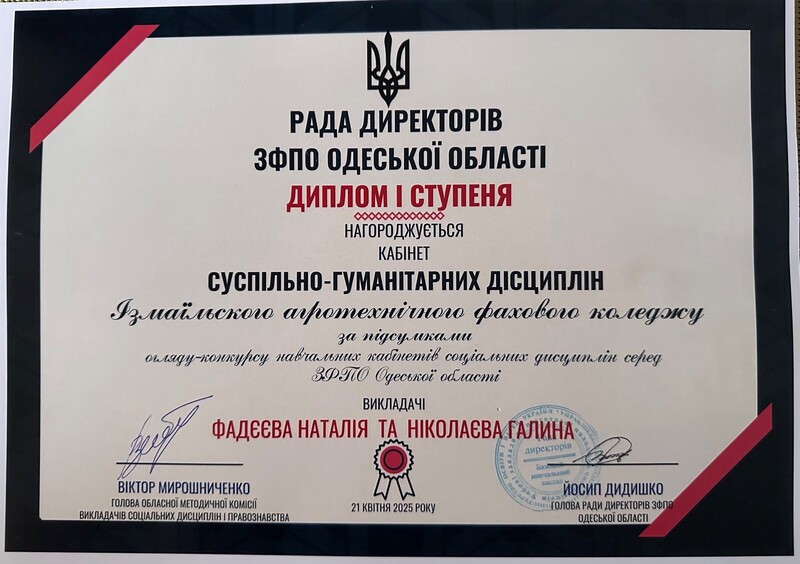 РАДА ДИРЕКТОРІВ
ЗФПО ОДЕСЬКОЇ ОБЛАСТІ
ДИПЛОМ І СТУПЕНЯ
НАГОРОДЖУЄТЬСЯ
КАБІНЕТ
СУСПІЛЬНО-ГУМАНІТАРНИХ ДІСЦИПЛІН
Ізмаїльского агротехнічного фахового коледжу
за підсумками
огляду-конкурсу навчальних кабінетів соціальних дисциплін серед
ЗФПО Одеської області
ВИКЛАДАЧІ
ФАДЄЄВА НАТАЛІЯ ТА НІКОЛАЄВА ГАЛИНА
директорів
ВІКТОР МИРОШНИЧЕНКО
ГОЛОВА ОБЛАСНОЇ МЕТОДИЧНОЇ КОМІСІЇ
ВИКЛАДАЧІВ СОЦІАЛЬНИХ ДИСЦИПЛІН І ПРАВОЗНАВСТВА
21 КВІТНЯ 2025 РОКУ
ЙОСИП ДИДИШКО
ГОЛОВА РАДИ ДИРЕКТОРІВ ЗФПО
ОДЕСЬКОЇ ОБЛАСТІ